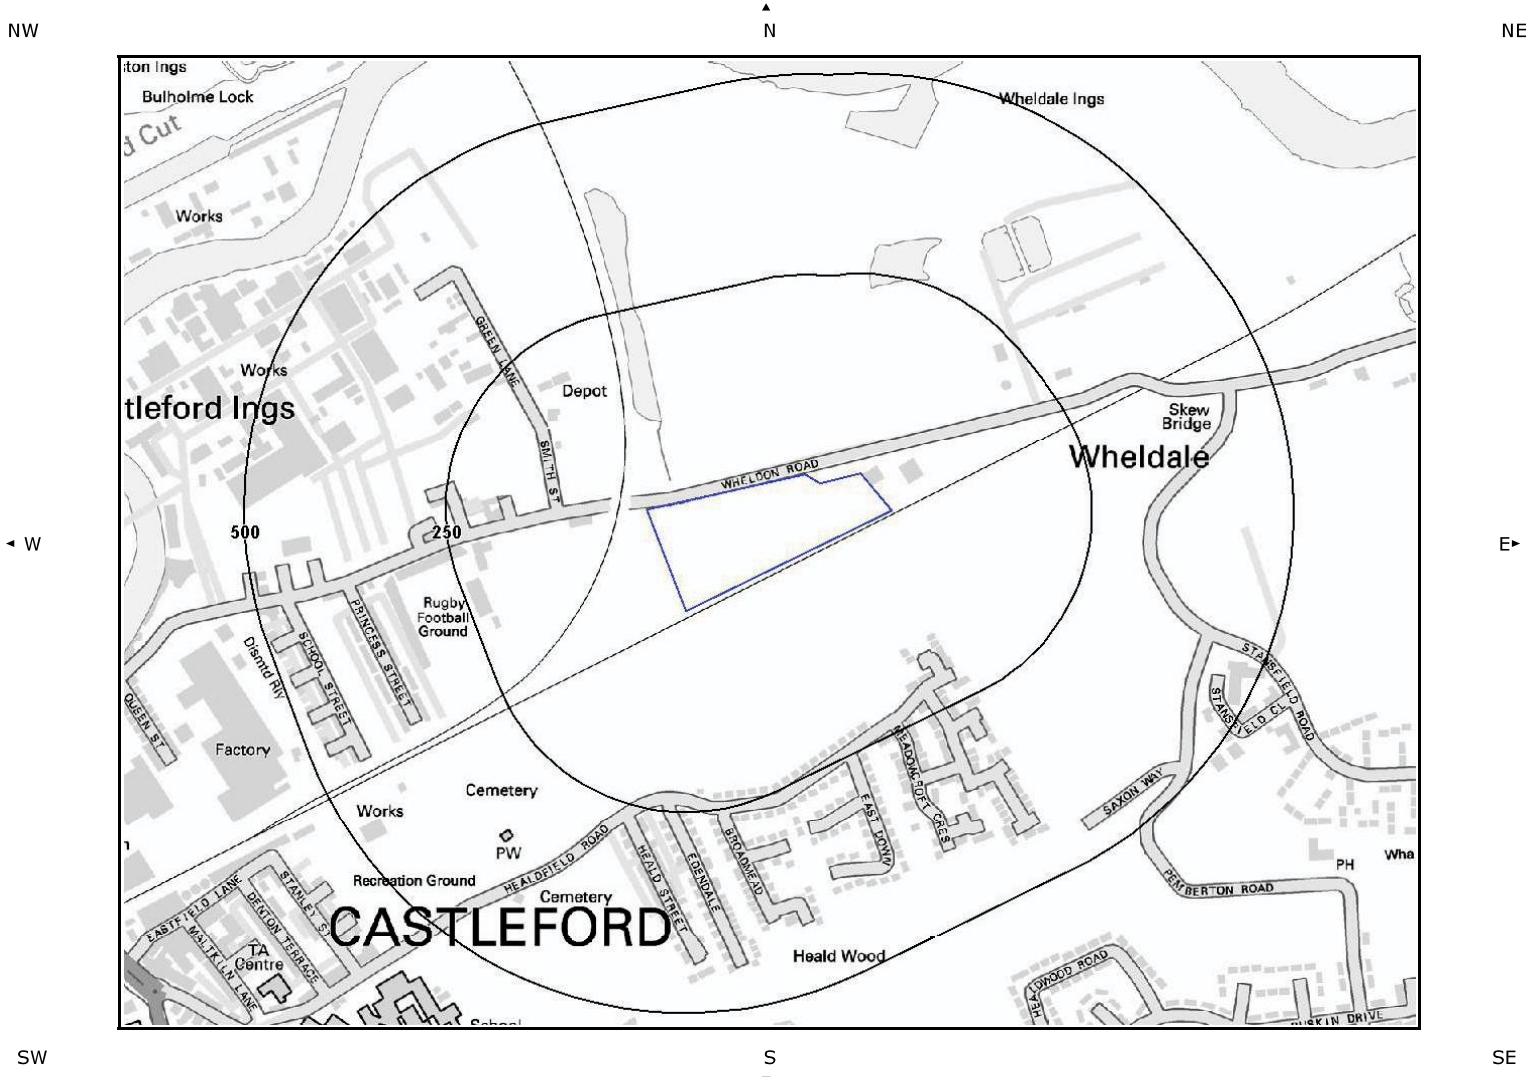 NW
N
NE
ton Ings
Bulholme Lock
Wheldale Ings
d Cut
Works
GREEN LANE
Works
Depot
tleford Ings
Skew
Bridge
SMITH ST
Wheldale
WHELDON ROAD
500
250
W
E
Rugby
Football
Ground
PRINCESS STREET
SCHOOL STREET
Dismtd Rly
STANSFIELD ROAD
STANSFIELD CL
QUEEN ST
Factory
MEADOWCROFT CRES
Cemetery
SAXON WAY
Works
EAST DOWN
HEALDFIELD ROAD
PW
BROADMEAD
HEALD STREET
EDENDALE
Wha
PH
Recreation Ground
PEMBERTON ROAD
Cemetery
EASTFIELD LANE
STANLEY ST
DENTON TERRACE
MALTKILN LANE
CASTLEFORD
TA
Centre
Heald Wood
HEALDWOOD ROAD
School
RUSKIN DRIVE
SW
S
SE